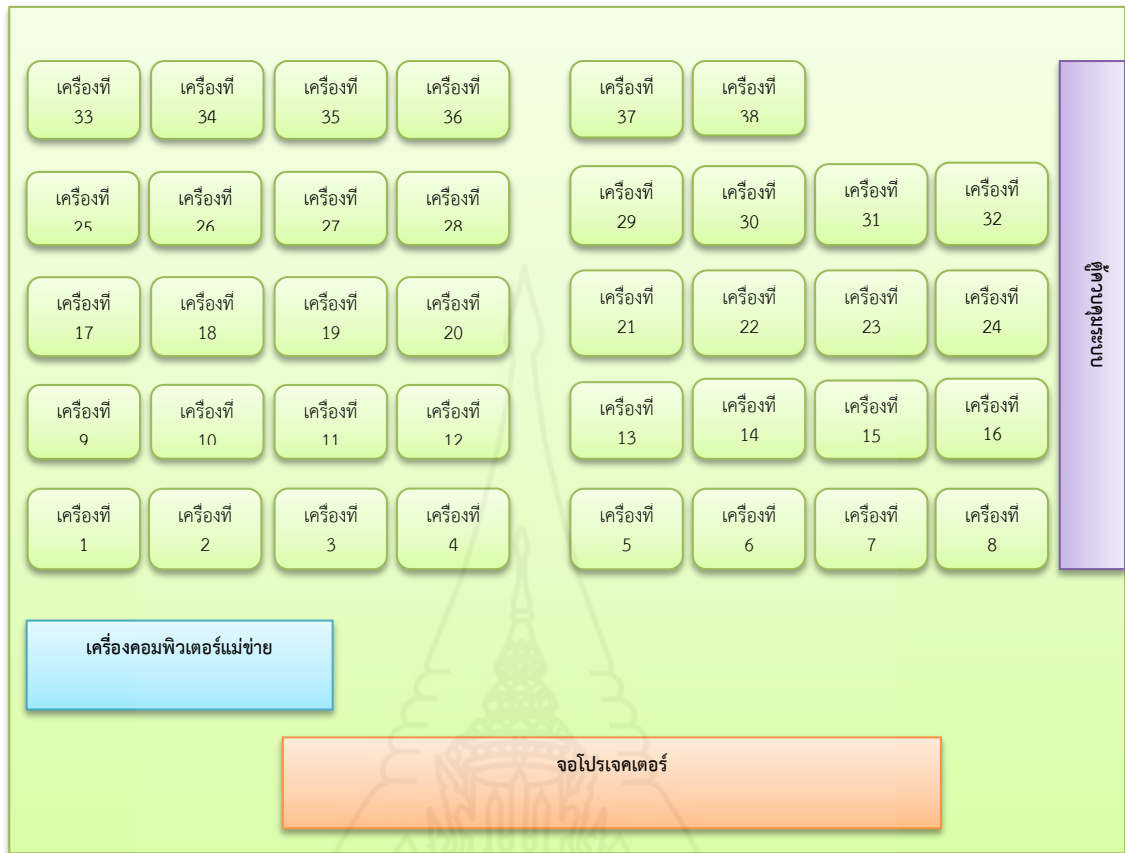 เครื่องที่ เครื่องที่ เครื่องที่ เครื่องที่ เครื่องที่ เครื่องที่
33 34 35 36 37 38
เครื่องที่ เครื่องที่ เครื่องที่ เครื่องที่ เครื่องที่ เครื่องที่ เครื่องที่ เครื่องที่
25 26 27 28 29 30 31 32
เครื่องที่ เครื่องที่ เครื่องที่ เครื่องที่ เครื่องที่ เครื่องที่ เครื่องที่ เครื่องที่
17 18 19 20 21 22 23 24
เครื่องที่ เครื่องที่ เครื่องที่ เครื่องที่ เครื่องที่ เครื่องที่ เครื่องที่ เครื่องที่
9 10 11 12 13 14 15 16
เครื่องที่ เครื่องที่ เครื่องที่ เครื่องที่ เครื่องที่ เครื่องที่ เครื่องที่ เครื่องที่
1 2 3 4 5 6 7 8
ตู้ควบคุมระบบ
เครื่องคอมพิวเตอร์แม่ข่าย
จอโปรเจคเตอร์